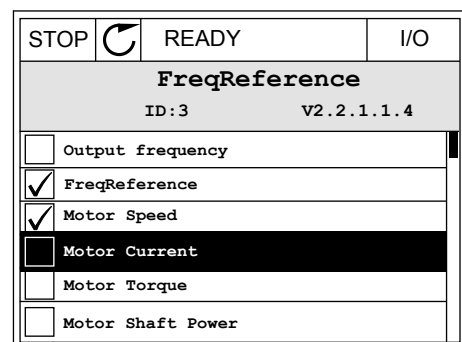 STOP READY I/O
FreqReference
ID:3 V2.2.1.1.4
Output frequency
FreqReference
Motor Speed
Motor Current
Motor Torque
Motor Shaft Power